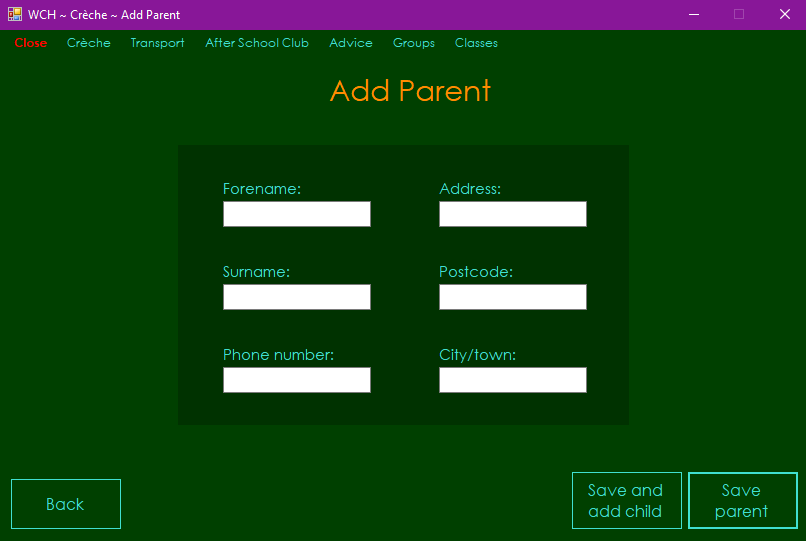 WCH ~ Crèche ~ Add Parent
Close Crèche Transport After School Club Advice Groups Classes
Add Parent
Forename: Address:
Surname: Postcode:
Phone number: City/town:
Back
Save and
add child
Save
parent